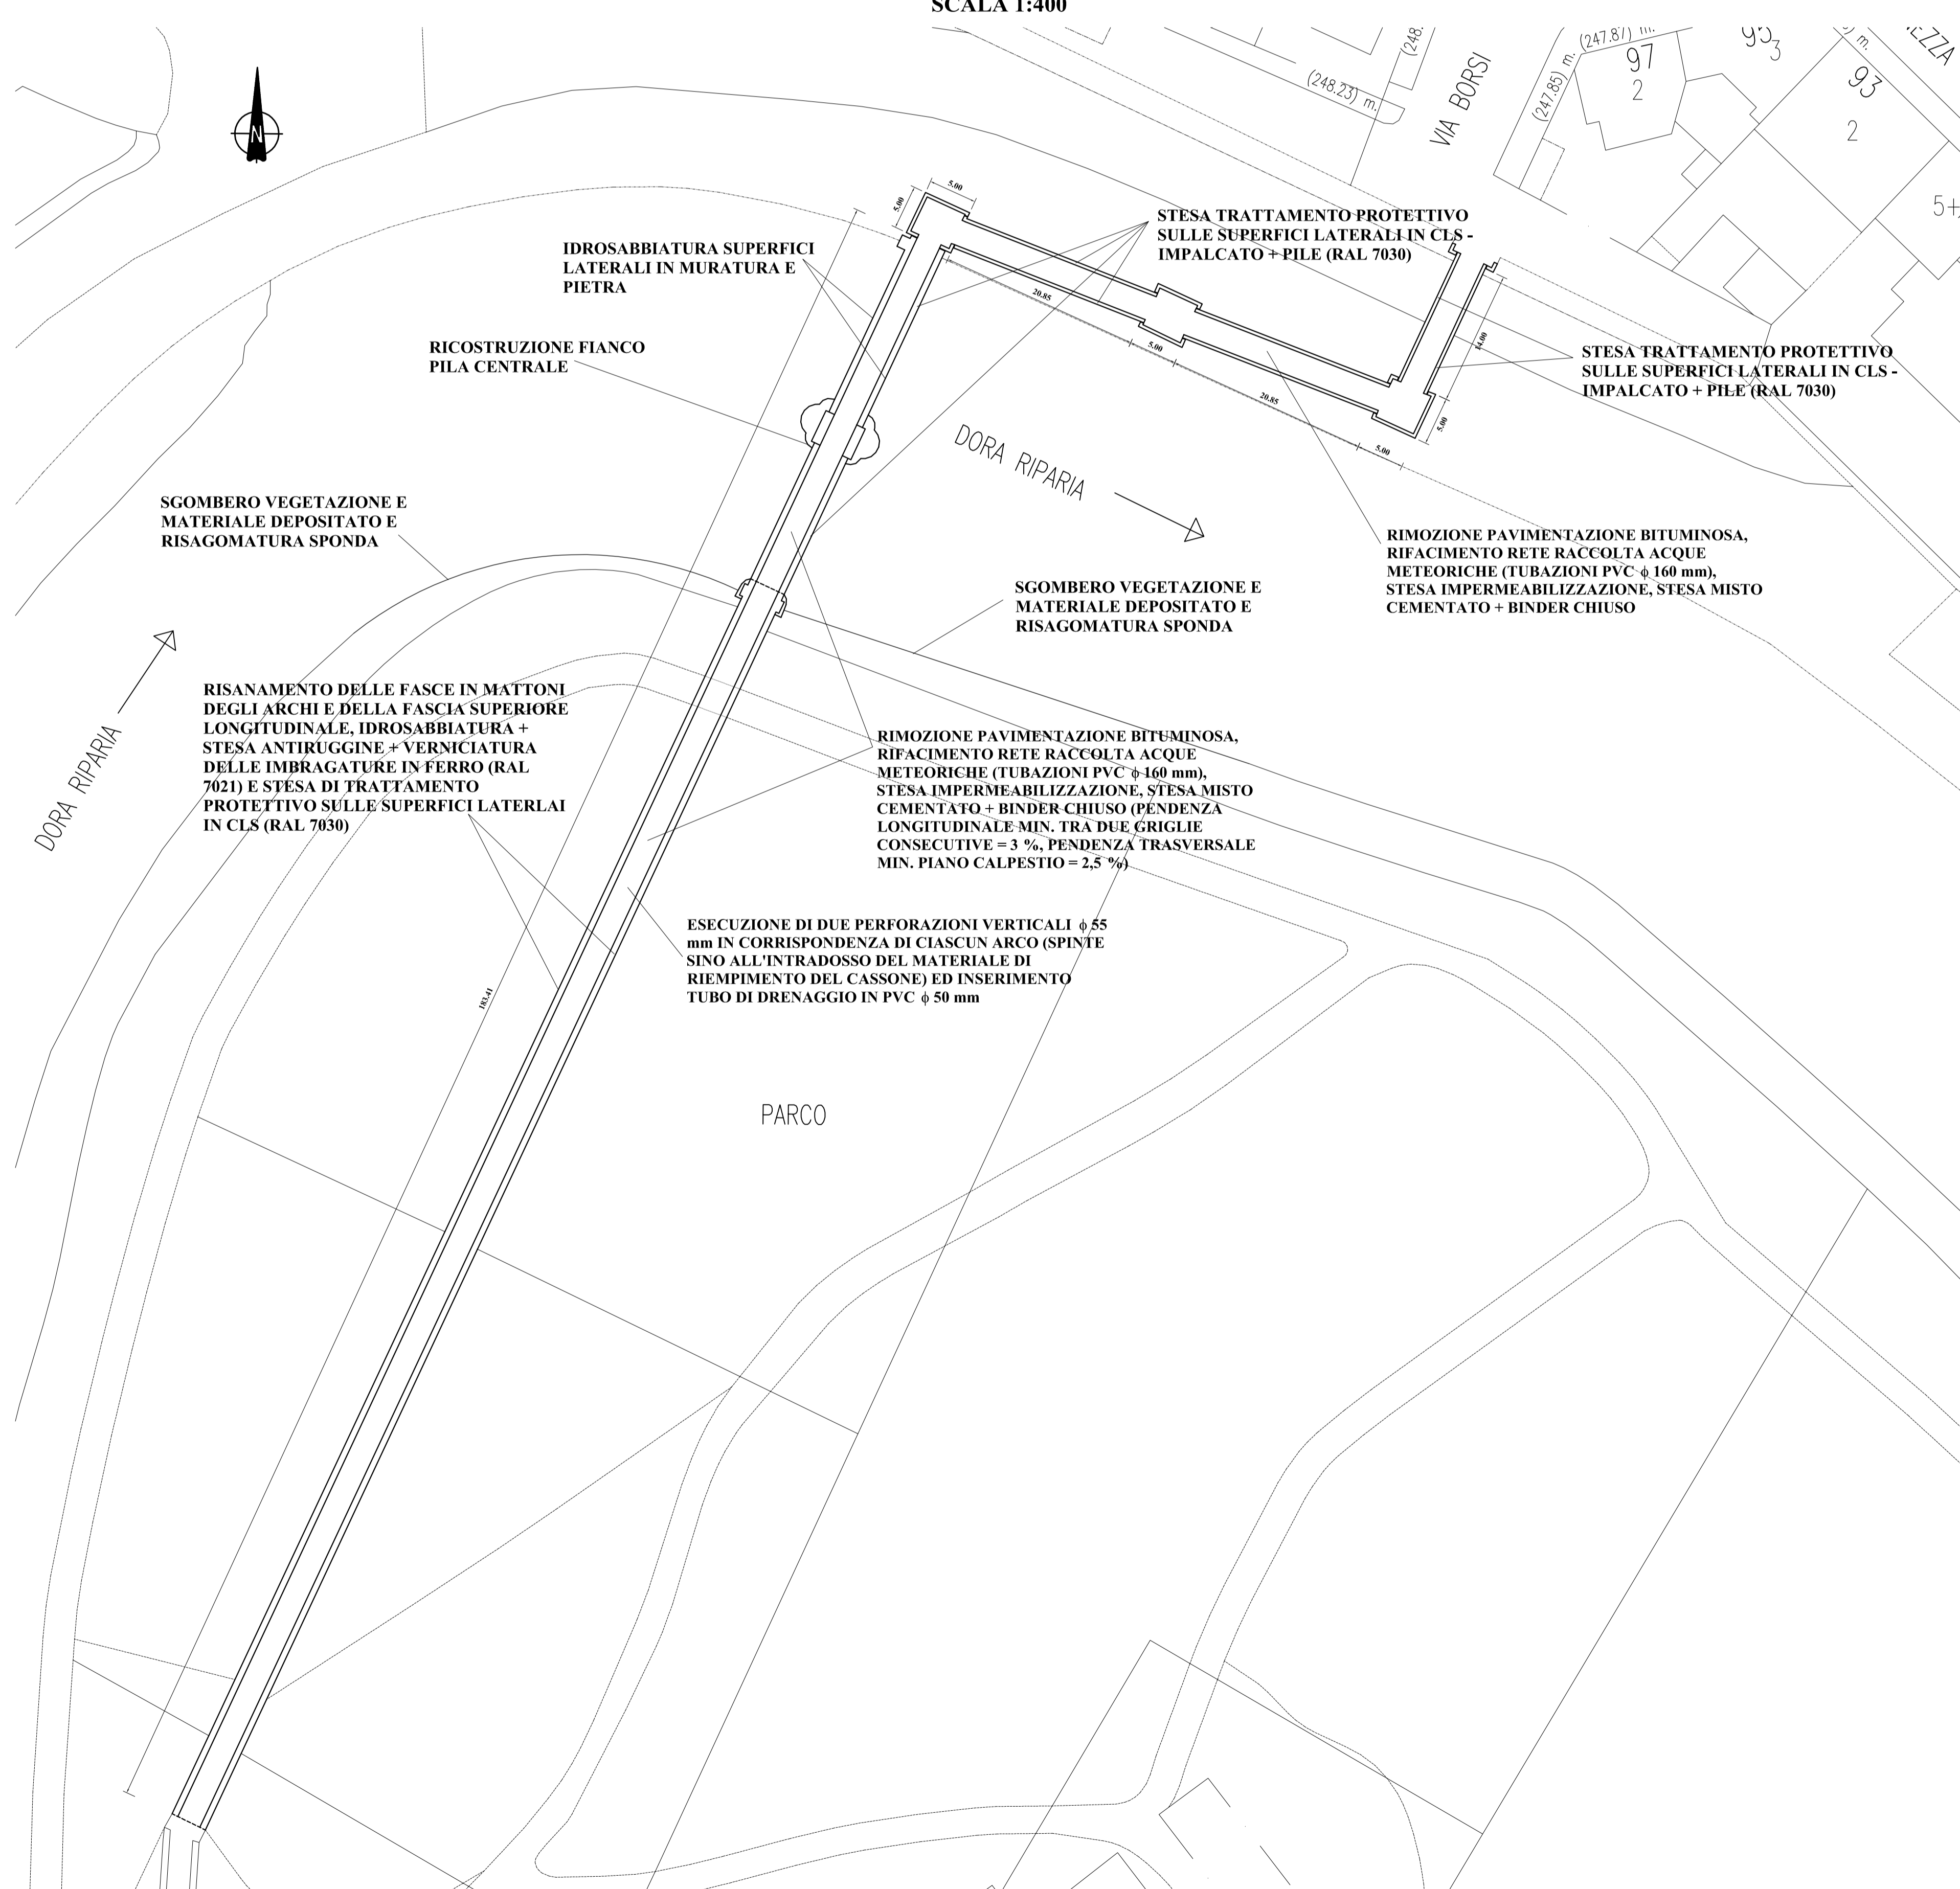 SCALA 1:400
(248.
VIA BORSI
(248.23) m.
(247.87) m.
(247.85) m.
97
2
95
3
93
2
5+
N
5.00
5.00
IDROSABBIATURA SUPERFICI
LATERALI IN MURATURA E
PIETRA
STESA TRATTAMENTO PROTETTIVO
SULLE SUPERFICI LATERALI IN CLS -
IMPALCATO + PILE (RAL 7030)
20.85
5.00
20.85
5.00
14.00
5.00
RICOSTRUZIONE FIANCO
PILA CENTRALE
STESA TRATTAMENTO PROTETTIVO
SULLE SUPERFICI LATERALI IN CLS -
IMPALCATO + PILE (RAL 7030)
DORA RIPARIA
SGOMBERO VEGETAZIONE E
MATERIALE DEPOSITATO E
RISAGOMATURA SPONDA
RIMOZIONE PAVIMENTAZIONE BITUMINOSA,
RIFACIMENTO RETE RACCOLTA ACQUE
METEORICHE (TUBAZIONI PVC ϕ 160 mm),
STESA IMPERMEABILIZZAZIONE, STESA MISTO
CEMENTATO + BINDER CHIUSO
SGOMBERO VEGETAZIONE E
MATERIALE DEPOSITATO E
RISAGOMATURA SPONDA
DORA RIPARIA
RISANAMENTO DELLE FASCE IN MATTONI
DEGLI ARCHI E DELLA FASCIA SUPERIORE
LONGITUDINALE, IDROSABBIATURA +
STESA ANTIRUGGINE + VERNICIATURA
DELLE IMBRAGATURE IN FERRO (RAL
7021) E STESA DI TRATTAMENTO
PROTETTIVO SULLE SUPERFICI LATERLAI
IN CLS (RAL 7030)
RIMOZIONE PAVIMENTAZIONE BITUMINOSA,
RIFACIMENTO RETE RACCOLTA ACQUE
METEORICHE (TUBAZIONI PVC ϕ 160 mm),
STESA IMPERMEABILIZZAZIONE, STESA MISTO
CEMENTATO + BINDER CHIUSO (PENDENZA
LONGITUDINALE MIN. TRA DUE GRIGLIE
CONSECUTIVE = 3 %, PENDENZA TRASVERSALE
MIN. PIANO CALPESTIO = 2,5 %)
ESECUZIONE DI DUE PERFORAZIONI VERTICALI ϕ 55
mm IN CORRISPONDENZA DI CIASCUN ARCO (SPINTE
SINO ALL'INTRADOSSO DEL MATERIALE DI
RIEMPIMENTO DEL CASSONE) ED INSERIMENTO
TUBO DI DRENAGGIO IN PVC ϕ 50 mm
183.41
PARCO